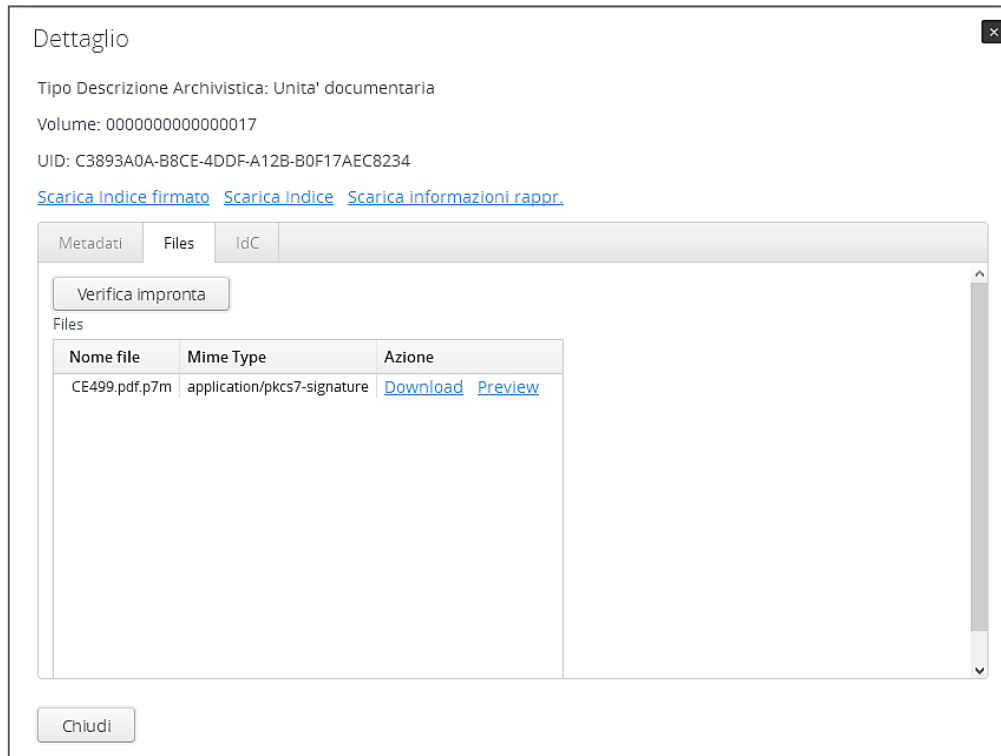 Dettaglio
Tipo Descrizione Archivistica: Unita' documentaria
Volume: 0000000000000017
UID: C3893A0A-B8CE-4DDF-A12B-B0F17AEC8234
Scarica Indice firmato Scarica Indice Scarica informazioni rappr.
Metadati Files IdC
Verifica impronta
Files
Nome file Mime Type Azione
CE499.pdf.p7m application/pkcs7-signature Download Preview
Chiudi